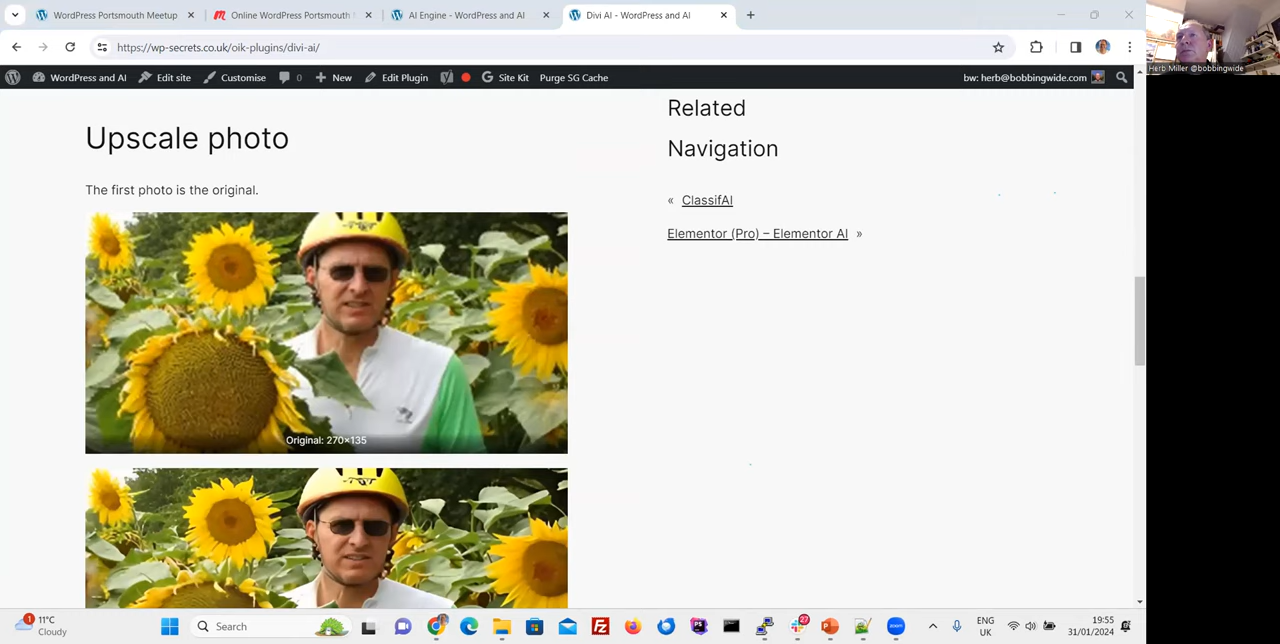 WordPress Portsmouth Meetup
Online WordPress Portsmouth
AI Engine - WordPress and AI
Divi AI - WordPress and AI
https://wp-secrets.co.uk/oik-plugins/divi-ai/
Herb Miller @bobbingwide
WordPress and AI
Edit site
Customise
0
New
Edit Plugin
Site Kit
Purge SG Cache
bw: herb@bobbingwide.com
Upscale photo
The first photo is the original.
Original: 270×135
Related
Navigation
« ClassifAI
Elementor (Pro) – Elementor AI »
1
11°C
Cloudy
Search
27
zoom
ENG
UK
19:55
31/01/2024